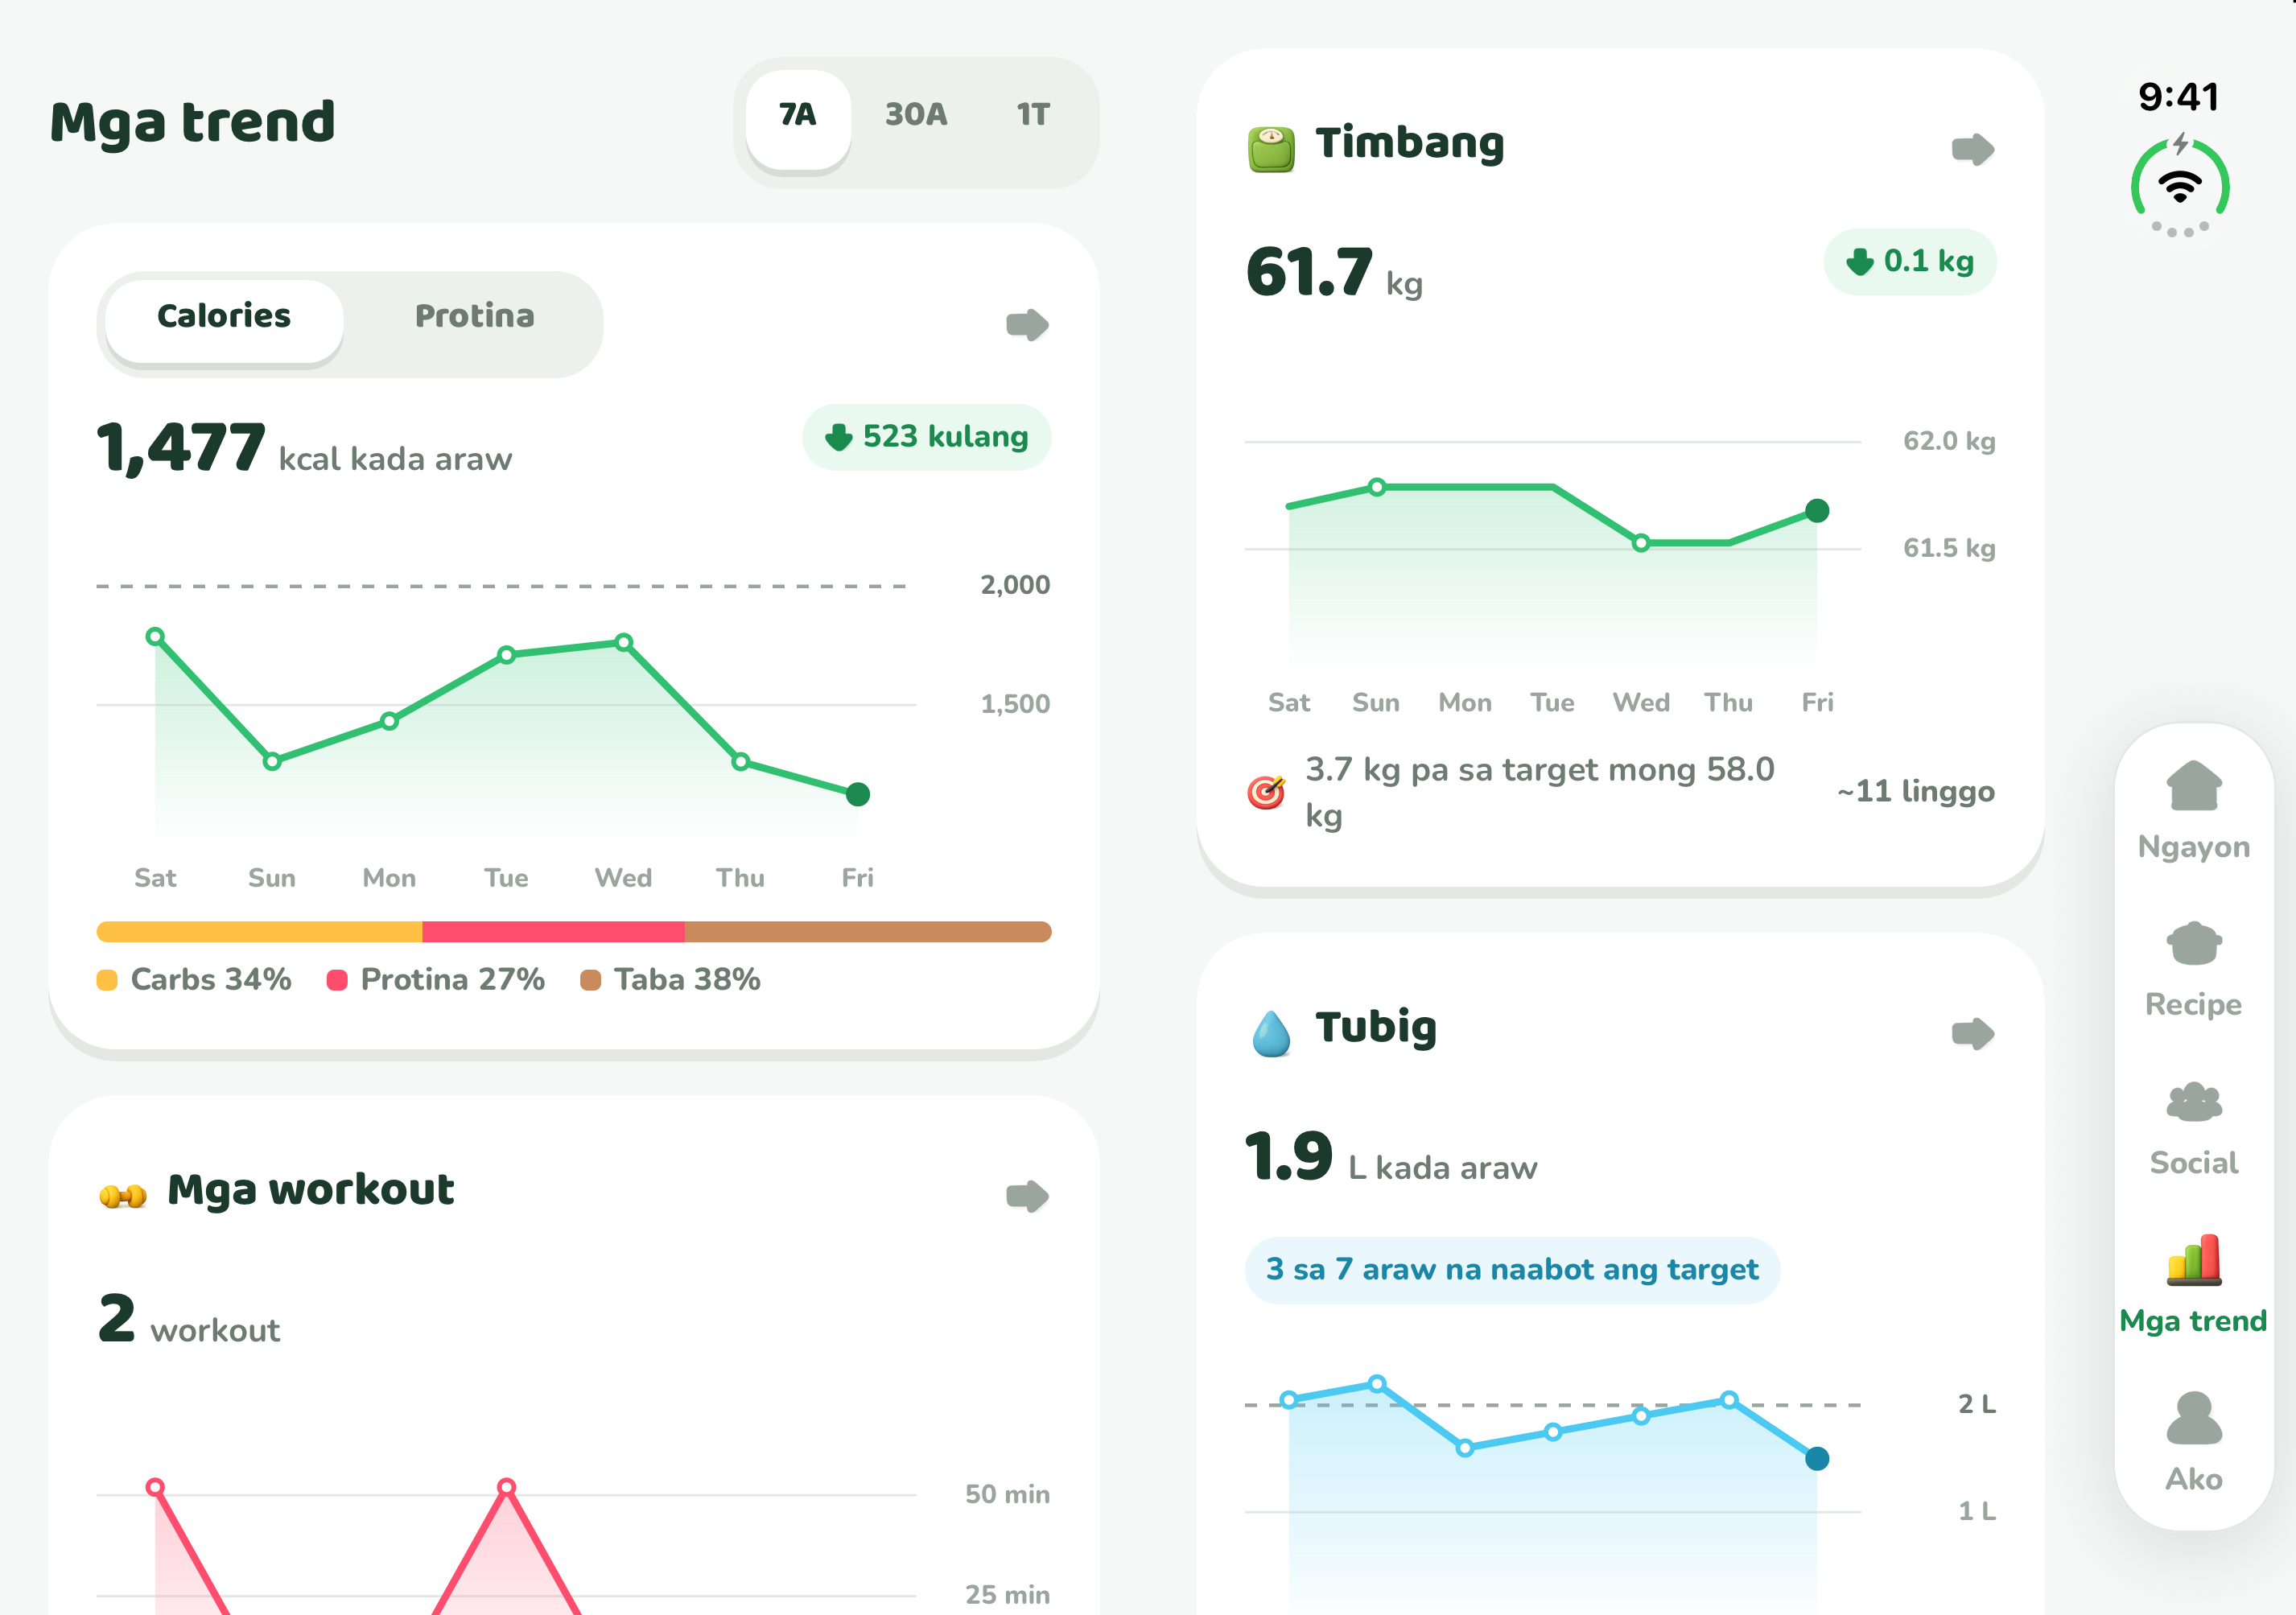 Mga trend
7A 30A 1T
Calories Protina
1,477 kcal kada araw
523 kulang
2,000
1,500
Sat Sun Mon Tue Wed Thu Fri
Carbs 34% Protina 27% Taba 38%
Mga workout
2 workout
50 min
25 min
Timbang
61.7 kg
0.1 kg
62.0 kg
61.5 kg
Sat Sun Mon Tue Wed Thu Fri
3.7 kg pa sa target mong 58.0
kg
~11 linggo
Tubig
1.9 L kada araw
3 sa 7 araw na naabot ang target
2 L
1 L
9:41
Ngayon
Recipe
Social
Mga trend
Ako